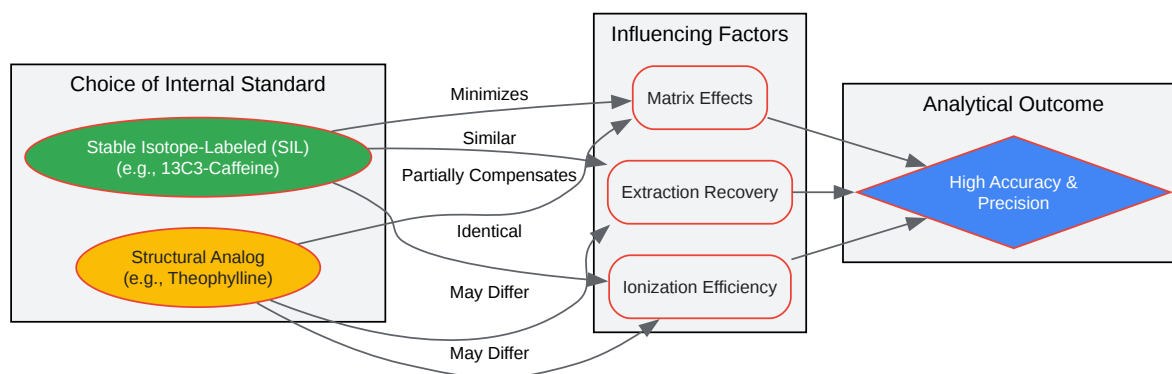 Choice of Internal Standard
Stable Isotope-Labeled (SIL)
(e.g., 13C3-Caffeine)
Structural Analog
(e.g., Theophylline)
Minimizes
Similar
Partially Compensates
Identical
May Differ
May Differ
Influencing Factors
Matrix Effects
Extraction Recovery
Ionization Efficiency
Analytical Outcome
High Accuracy &
Precision